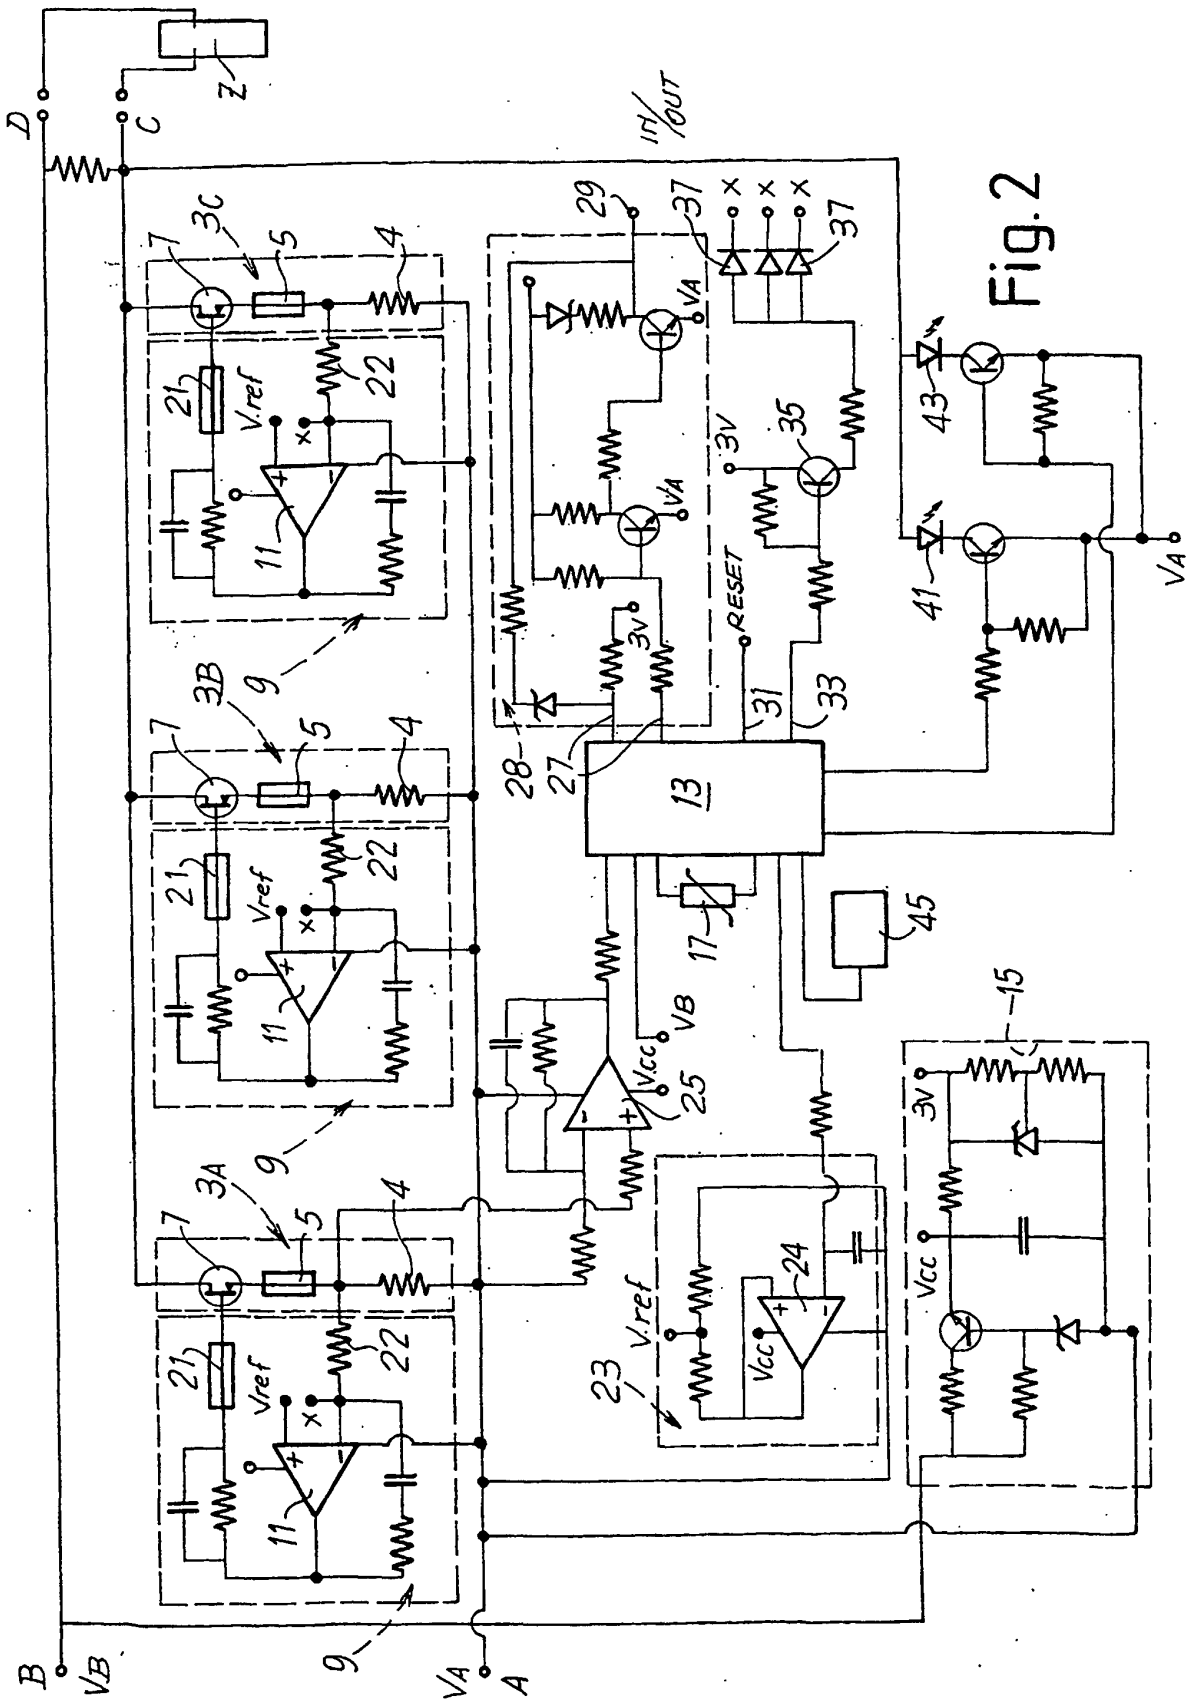 B
VB
VA
A
D
C
Z
3A
7
5
4
21
V.ref
22
X
+
-
11
9
3B
7
5
4
21
Vref
22
X
+
-
11
9
3C
7
5
4
21
V.ref
22
X
+
-
11
9
IN/OUT
29
28
27
3V
VA
VA
13
RESET
31
33
3V
35
37
X
X
X
37
41
43
VA
VB
Vcc
25
-
+
17
45
23
V.ref
Vcc
24
+
-
15
3V
Vcc
Fig. 2